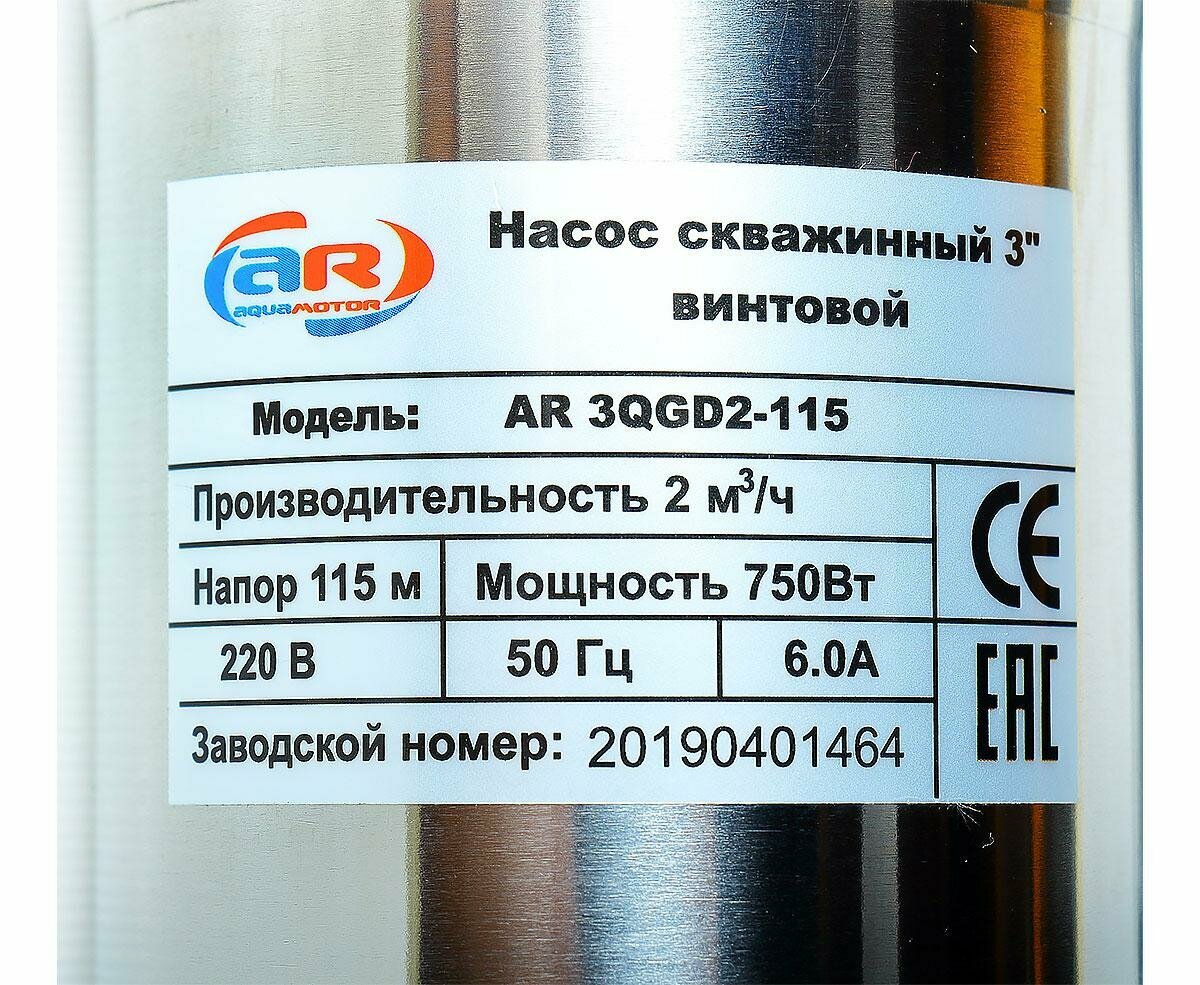 aR
aquaMOTOR
Насос скважинный 3"
винтовой
Модель: AR 3QGD2-115
Производительность 2 м³/ч
CE
Напор 115 м Мощность 750Вт
220 В 50 Гц 6.0А
EAC
Заводской номер: 20190401464